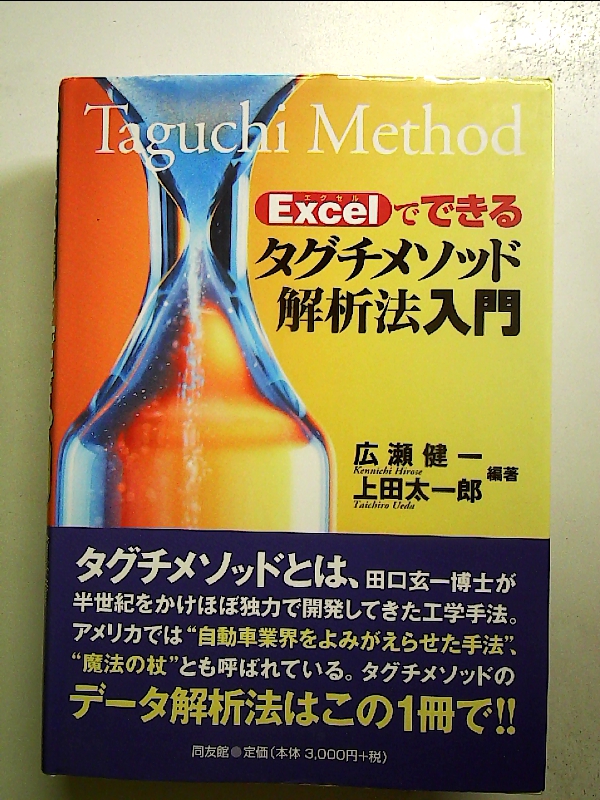 Taguchi Method
エクセル
Excelでできる
タグチメソッド
解析法入門
広瀬健一
Kennichi Hirose
上田太一郎
Taichiro Ueda
編著
タグチメソッドとは、田口玄一博士が
半世紀をかけほぼ独力で開発してきた工学手法。
アメリカでは“自動車業界をよみがえらせた手法”、
“魔法の杖”とも呼ばれている。タグチメソッドの
データ解析法はこの1冊で!!
同友館●定価(本体 3,000円+税)